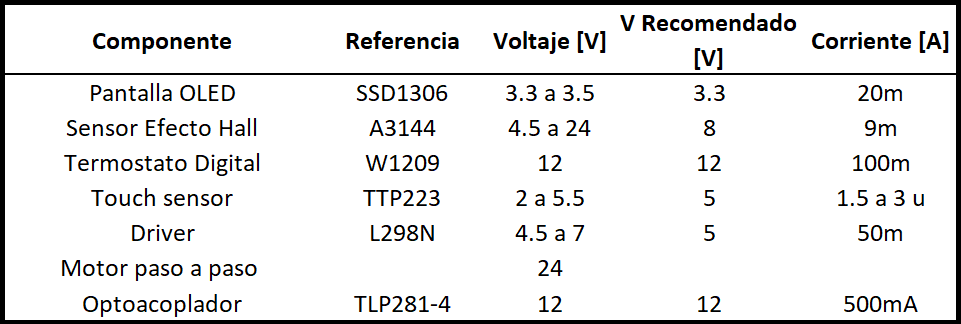 Componente Referencia Voltaje [V] V Recomendado [V] Corriente [A]
Pantalla OLED SSD1306 3.3 a 3.5 3.3 20m
Sensor Efecto Hall A3144 4.5 a 24 8 9m
Termostato Digital W1209 12 12 100m
Touch sensor TTP223 2 a 5.5 5 1.5 a 3 u
Driver L298N 4.5 a 7 5 50m
Motor paso a paso 24
Optoacoplador TLP281-4 12 12 500mA